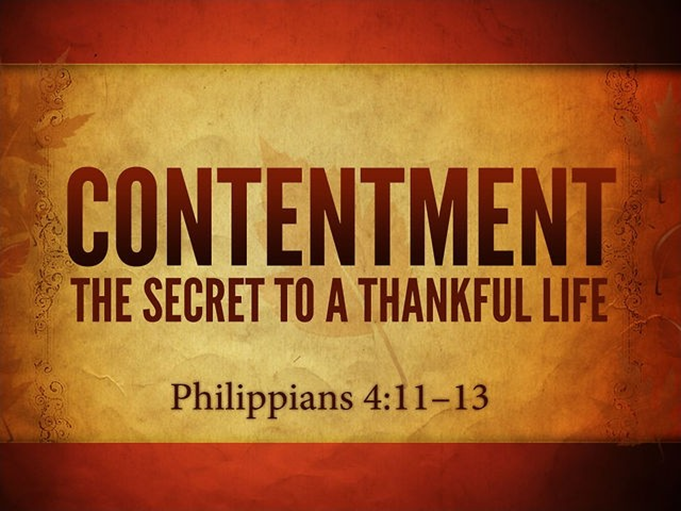 CONTENTMENT
THE SECRET TO A THANKFUL LIFE
Philippians 4:11–13